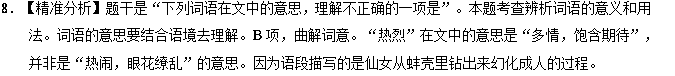 8．【精准分析】题干是“下列词语在文中的意思，理解不正确的一项是”。本题考查辨析词语的意义和用
法。词语的意思要结合语境去理解。B 项，曲解词意。“热烈”在文中的意思是“多情，饱含期待”，
并非是“热闹，眼花缭乱”的意思。因为语段描写的是仙女从蚌壳里钻出来幻化成人的过程。